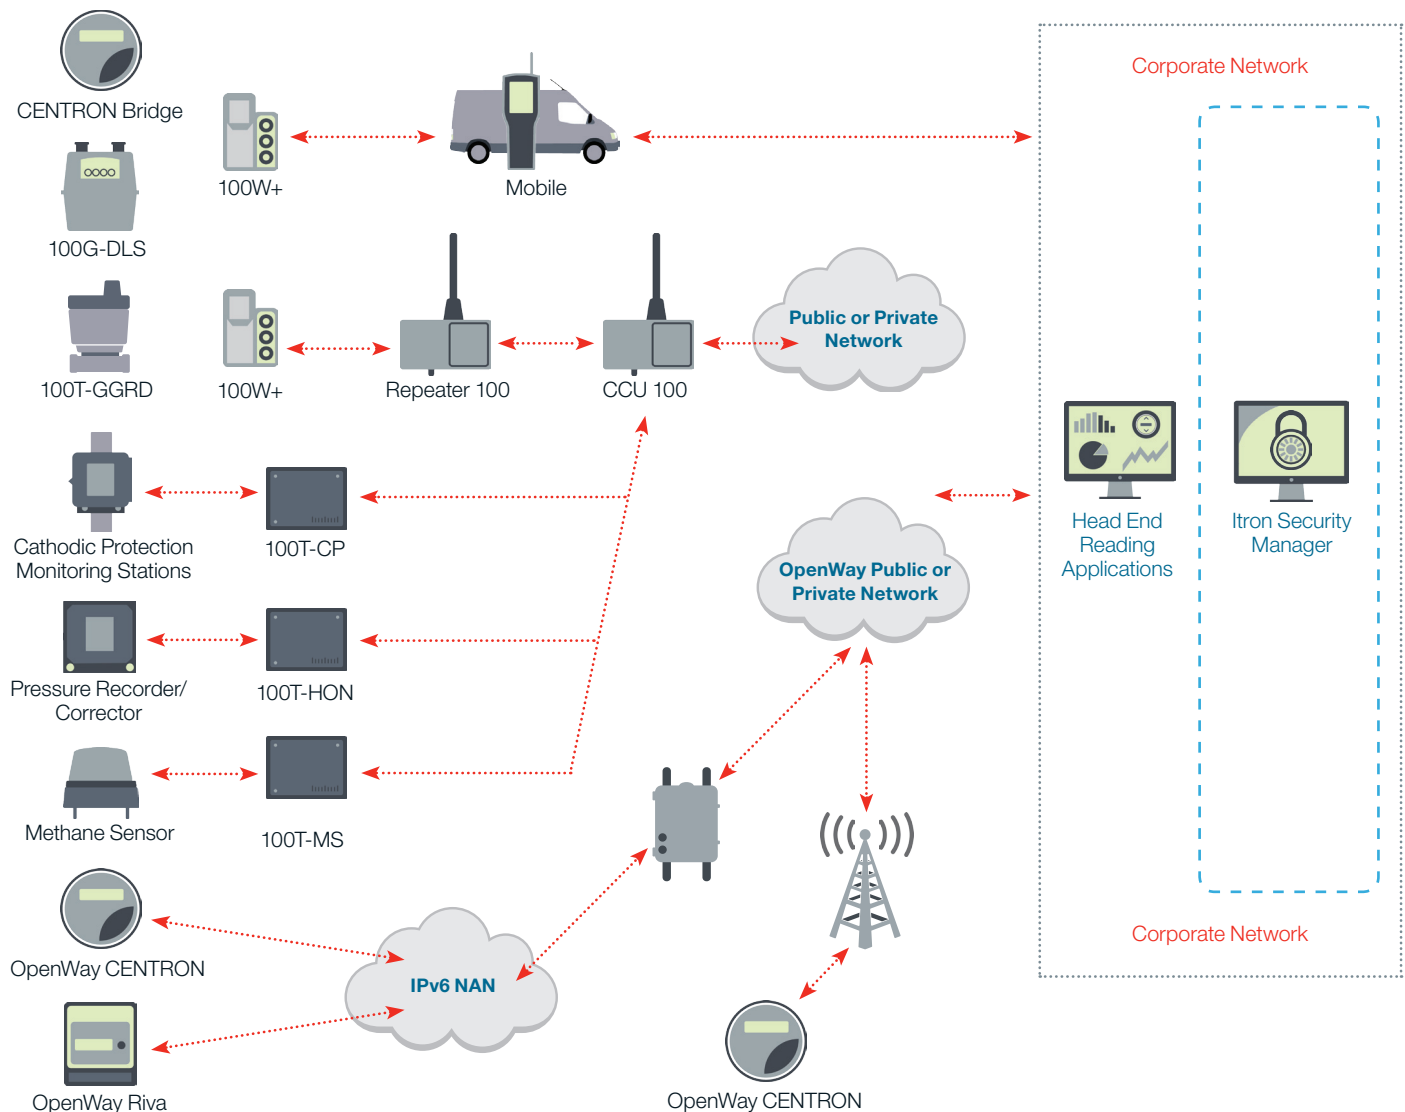 CENTRON Bridge
100W+
Mobile
100G-DLS
100T-GGRD
100W+
Repeater 100
CCU 100
Public or Private
Network
Cathodic Protection
Monitoring Stations
100T-CP
Pressure Recorder/
Corrector
100T-HON
Methane Sensor
100T-MS
OpenWay CENTRON
OpenWay Riva
IPv6 NAN
OpenWay Public or
Private Network
OpenWay CENTRON
Corporate Network
Head End
Reading
Applications
Itron Security
Manager
Corporate Network